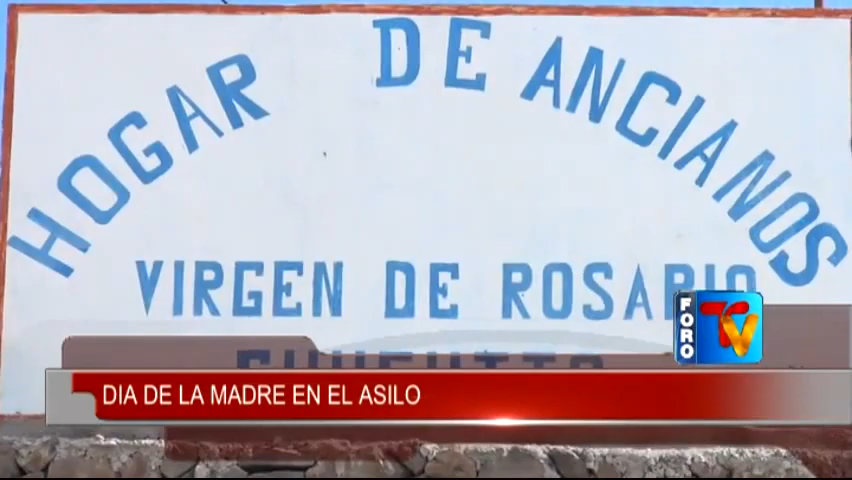 HOGAR DE ANCIANOS
VIRGEN DE ROSARIO
FORO TV
DIA DE LA MADRE EN EL ASILO